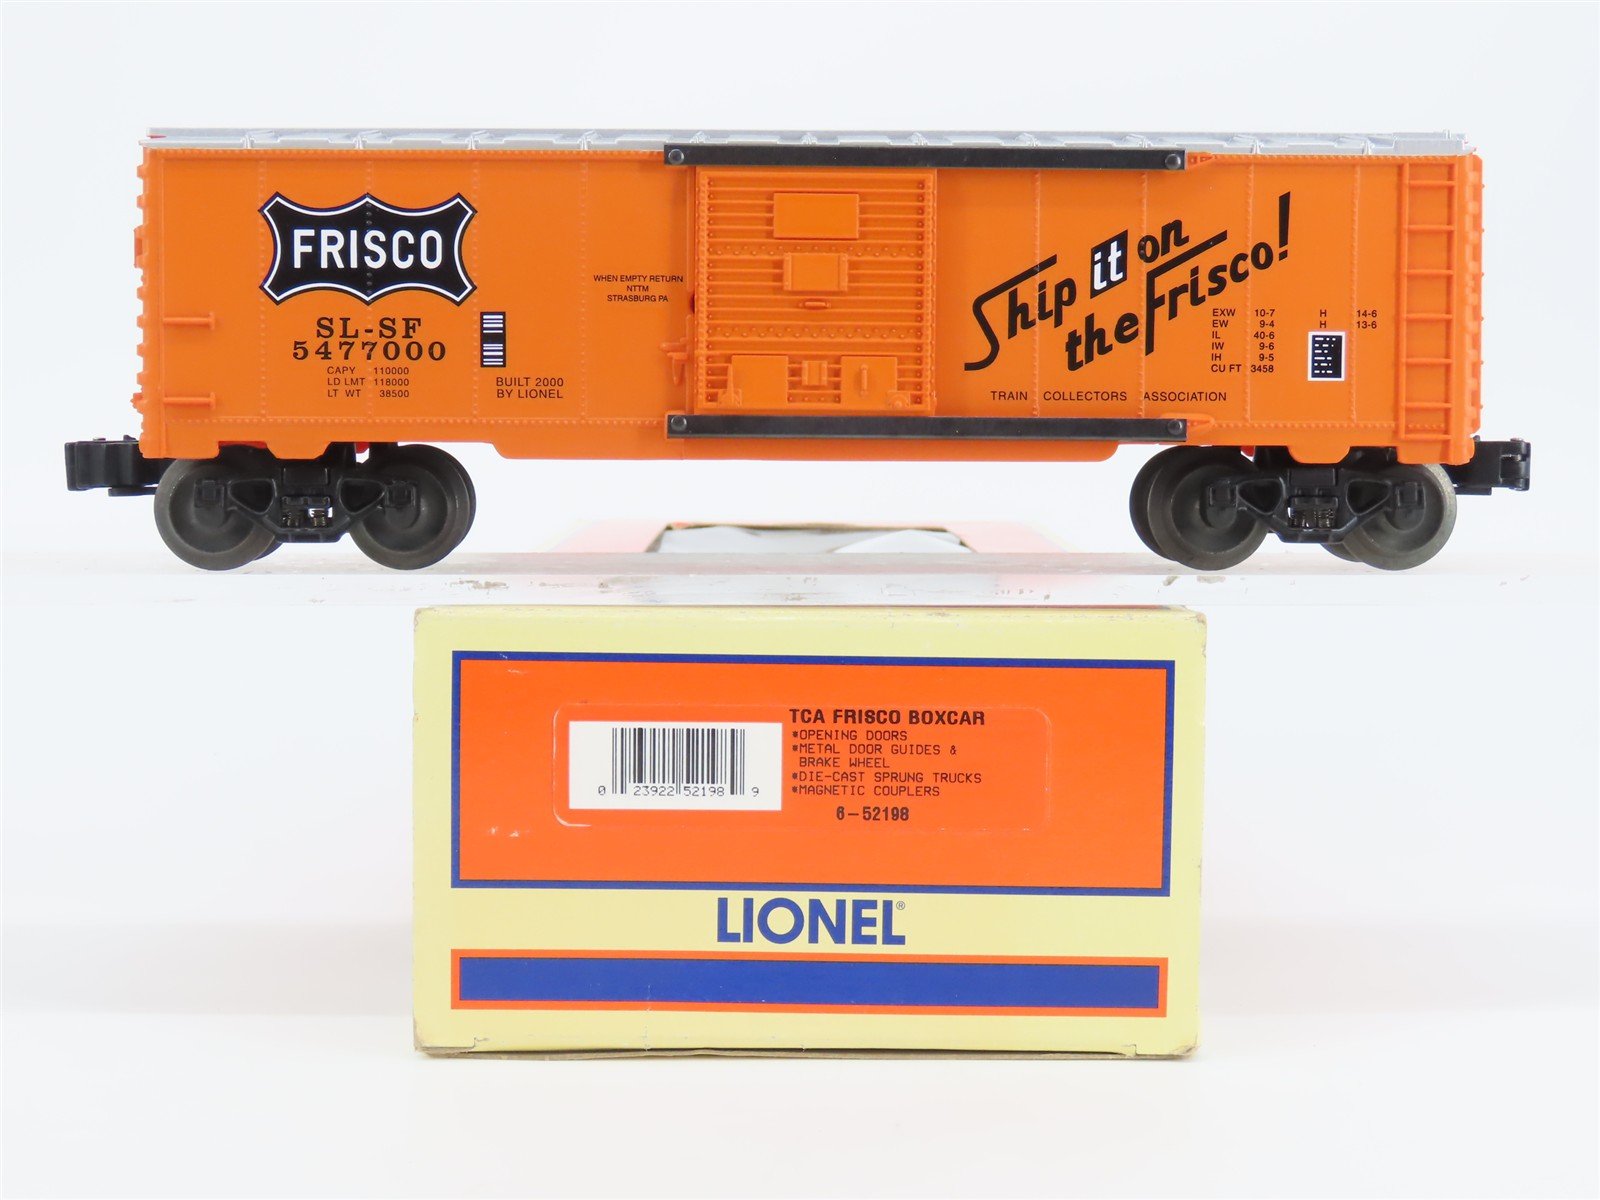 FRISCO
SL-SF
5477000
CAPY 110000
LD LMT 118000
LT WT 38500
BUILT 2000
BY LIONEL
WHEN EMPTY RETURN
NTTM
STRASBURG PA
Ship it on
the Frisco!
EXW 10-7 H 14-6
EW 9-4 H 13-6
IL 40-6
IW 9-6
IH 9-5
CU FT 3458
TRAIN COLLECTORS ASSOCIATION
TCA FRISCO BOXCAR
*OPENING DOORS
*METAL DOOR GUIDES &
BRAKE WHEEL
*DIE-CAST SPRUNG TRUCKS
*MAGNETIC COUPLERS
6-52198
0 23922 52198 9
LIONEL®